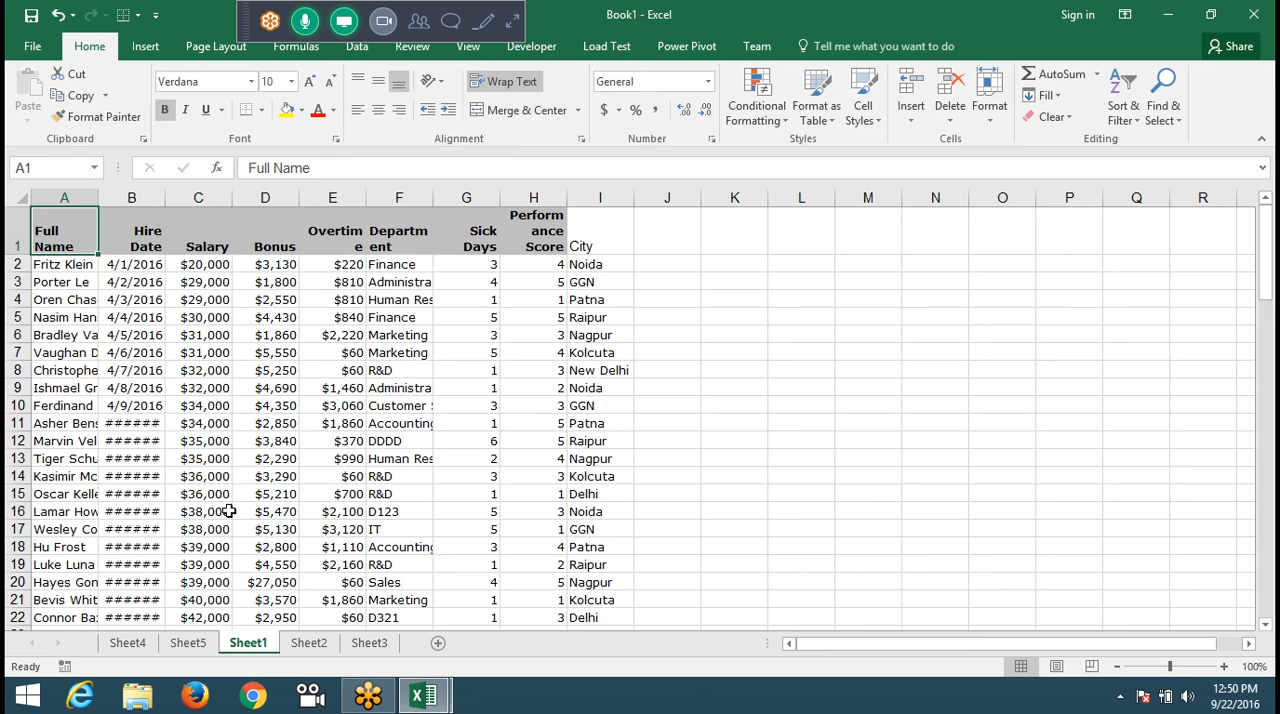 Book1 - Excel
Sign in
File Home Insert Page Layout Formulas Data Review View Developer Load Test Power Pivot Team Tell me what you want to do Share
Paste
Cut
Copy
Format Painter
Clipboard
Verdana 10
B I U
Font
Wrap Text
Merge & Center
Alignment
General
$ % ,
Number
Conditional Formatting
Format as Table
Cell Styles
Styles
Insert
Delete
Format
Cells
AutoSum
Fill
Clear
Sort & Filter
Find & Select
Editing
A1 fx Full Name
A B C D E F G H I J K L M N O P Q R
1 Full Name Hire Date Salary Bonus Overtim e Departm ent Sick Days Perform ance Score City
2 Fritz Klein 4/1/2016 $20,000 $3,130 $220 Finance 3 4 Noida
3 Porter Le 4/2/2016 $29,000 $1,800 $810 Administra 4 5 GGN
4 Oren Chas 4/3/2016 $29,000 $2,550 $810 Human Res 1 1 Patna
5 Nasim Han 4/4/2016 $30,000 $4,430 $840 Finance 5 5 Raipur
6 Bradley Va 4/5/2016 $31,000 $1,860 $2,220 Marketing 3 3 Nagpur
7 Vaughan D 4/6/2016 $31,000 $5,550 $60 Marketing 5 4 Kolcuta
8 Christophe 4/7/2016 $32,000 $5,250 $60 R&D 1 3 New Delhi
9 Ishmael Gr 4/8/2016 $32,000 $4,690 $1,460 Administra 1 2 Noida
10 Ferdinand 4/9/2016 $34,000 $4,350 $3,060 Customer S 3 3 GGN
11 Asher Bens ###### $34,000 $2,850 $1,860 Accounting 1 5 Patna
12 Marvin Vel ###### $35,000 $3,840 $370 DDDD 6 5 Raipur
13 Tiger Schu ###### $35,000 $2,290 $990 Human Res 2 4 Nagpur
14 Kasimir Mc ###### $36,000 $3,290 $60 R&D 3 3 Kolcuta
15 Oscar Kelle ###### $36,000 $5,210 $700 R&D 1 1 Delhi
16 Lamar How ###### $38,000 $5,470 $2,100 D123 5 3 Noida
17 Wesley Co ###### $38,000 $5,130 $3,120 IT 5 1 GGN
18 Hu Frost ###### $39,000 $2,800 $1,110 Accounting 3 4 Patna
19 Luke Luna ###### $39,000 $4,550 $2,160 R&D 1 2 Raipur
20 Hayes Gon ###### $39,000 $27,050 $60 Sales 4 5 Nagpur
21 Bevis Whit ###### $40,000 $3,570 $1,860 Marketing 1 1 Kolcuta
22 Connor Ba ###### $42,000 $2,950 $60 D321 1 3 Delhi
Sheet4 Sheet5 Sheet1 Sheet2 Sheet3
Ready 100%
12:50 PM
9/22/2016